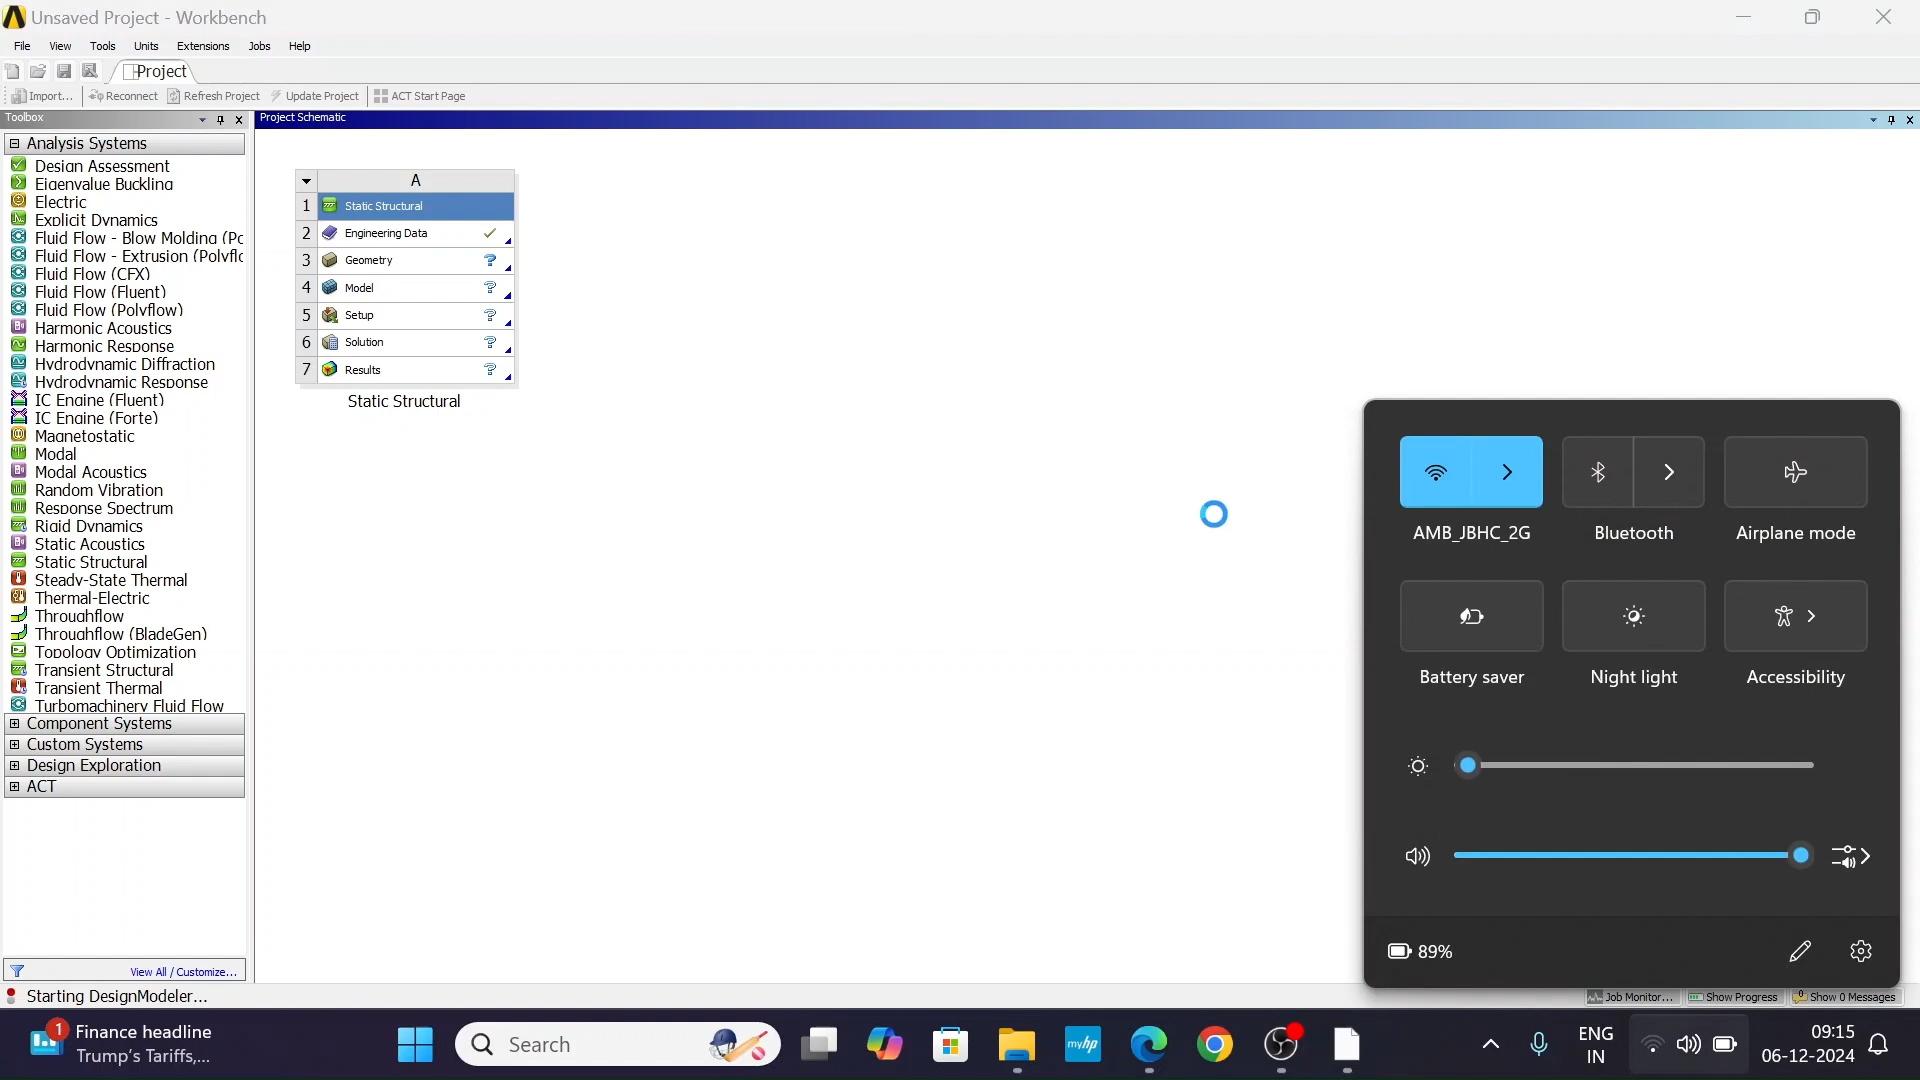 Unsaved Project - Workbench
File View Tools Units Extensions Jobs Help
Project
Import... Reconnect Refresh Project Update Project ACT Start Page
Toolbox
Project Schematic
Analysis Systems
Design Assessment
Eigenvalue Buckling
Electric
Explicit Dynamics
Fluid Flow - Blow Molding (Po
Fluid Flow - Extrusion (Polyflo
Fluid Flow (CFX)
Fluid Flow (Fluent)
Fluid Flow (Polyflow)
Harmonic Acoustics
Harmonic Response
Hydrodynamic Diffraction
Hydrodynamic Response
IC Engine (Fluent)
IC Engine (Forte)
Magnetostatic
Modal
Modal Acoustics
Random Vibration
Response Spectrum
Rigid Dynamics
Static Acoustics
Static Structural
Steady-State Thermal
Thermal-Electric
Throughflow
Throughflow (BladeGen)
Topology Optimization
Transient Structural
Transient Thermal
Turbomachinery Fluid Flow
Component Systems
Custom Systems
Design Exploration
ACT
View All / Customize...
A
1 Static Structural
2 Engineering Data
3 Geometry ?
4 Model ?
5 Setup ?
6 Solution ?
7 Results ?
Static Structural
AMB_JBHC_2G Bluetooth Airplane mode
Battery saver Night light Accessibility
89%
Starting DesignModeler...
Job Monitor... Show Progress Show 0 Messages
1 Finance headline
Trump's Tariffs,...
Search
myhp
ENG
IN
09:15
06-12-2024